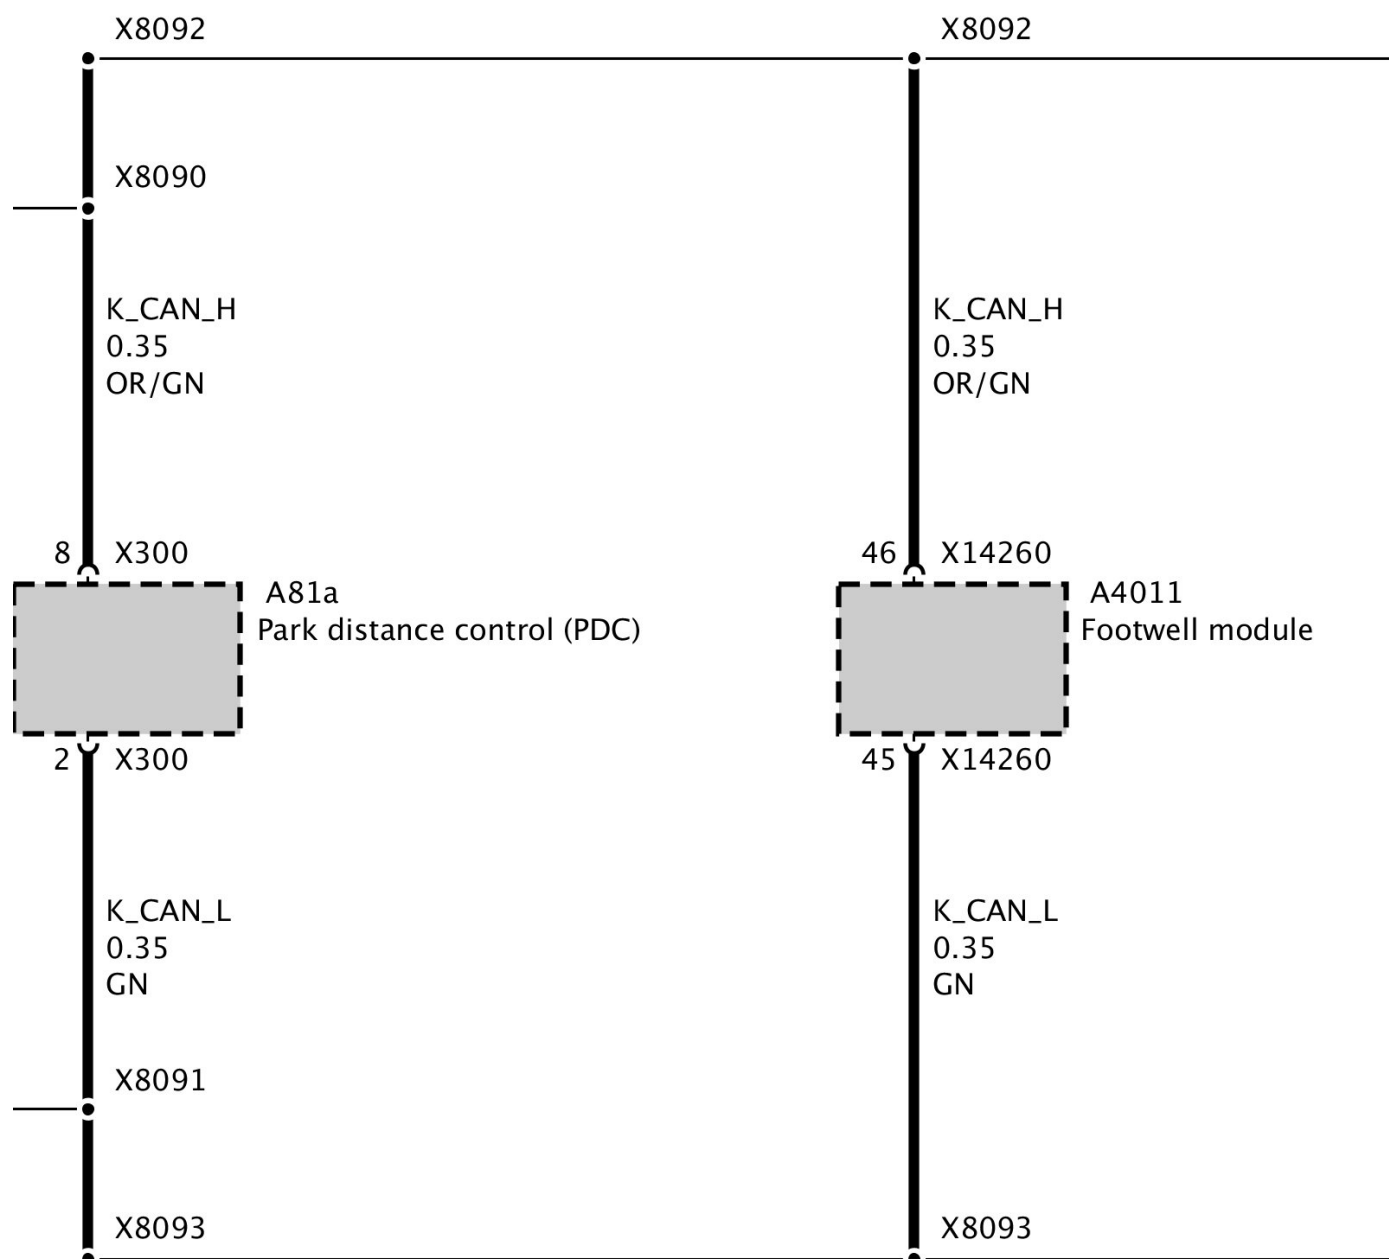 X8092
X8092
X8090
K_CAN_H
0.35
OR/GN
K_CAN_H
0.35
OR/GN
8 X300
46 X14260
A81a
Park distance control (PDC)
A4011
Footwell module
2 X300
45 X14260
K_CAN_L
0.35
GN
K_CAN_L
0.35
GN
X8091
X8093
X8093